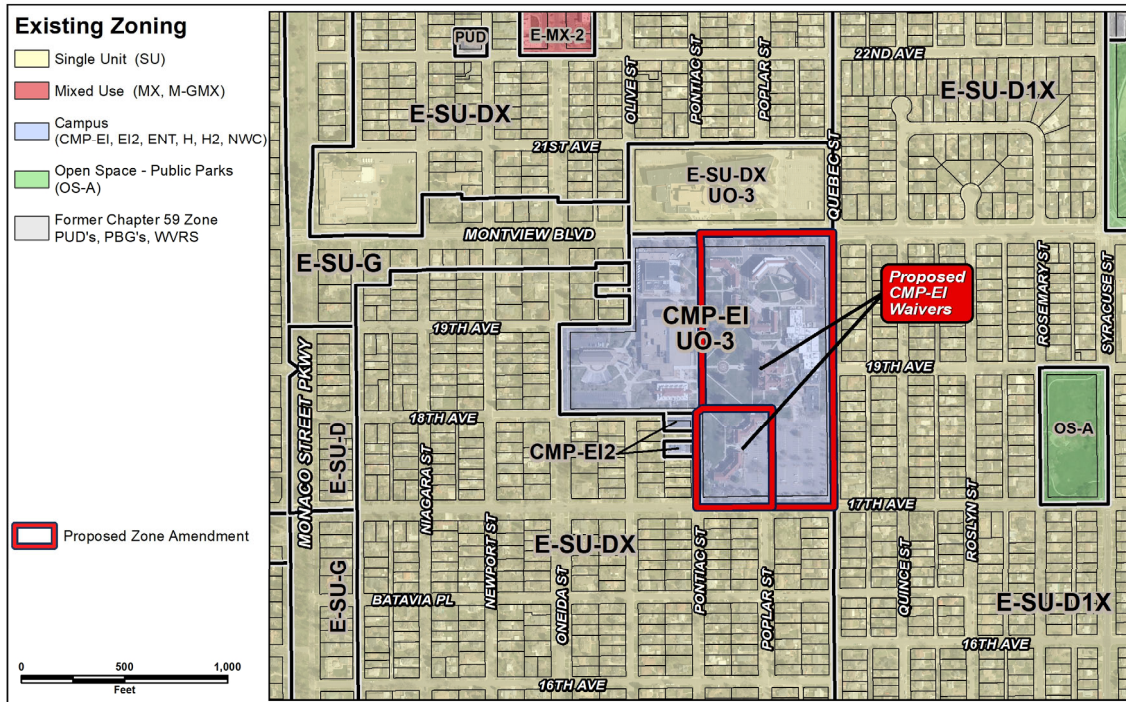 Existing Zoning
Single Unit (SU)
Mixed Use (MX, M-GMX)
Campus
(CMP-EI, EI2, ENT, H, H2, NWC)
Open Space - Public Parks
(OS-A)
Former Chapter 59 Zone
PUD's, PBG's, WVRS
Proposed Zone Amendment
0 500 1,000
Feet
PUD
E-MX-2
OLIVE ST
PONTIAC ST
POPLAR ST
22ND AVE
E-SU-DX
E-SU-D1X
21ST AVE
E-SU-DX
UO-3
QUEBEC ST
MONTVIEW BLVD
E-SU-G
ROSEMARY ST
SYRACUSE ST
Proposed
CMP-EI
Waivers
CMP-EI
UO-3
19TH AVE
19TH AVE
MONACO STREET PKWY
18TH AVE
E-SU-D
NIAGARA ST
CMP-EI2
OS-A
17TH AVE
E-SU-DX
NEWPORT ST
ONEIDA ST
PONTIAC ST
POPLAR ST
QUINCE ST
ROSLYN ST
E-SU-G
BATAVIA PL
E-SU-D1X
16TH AVE
16TH AVE